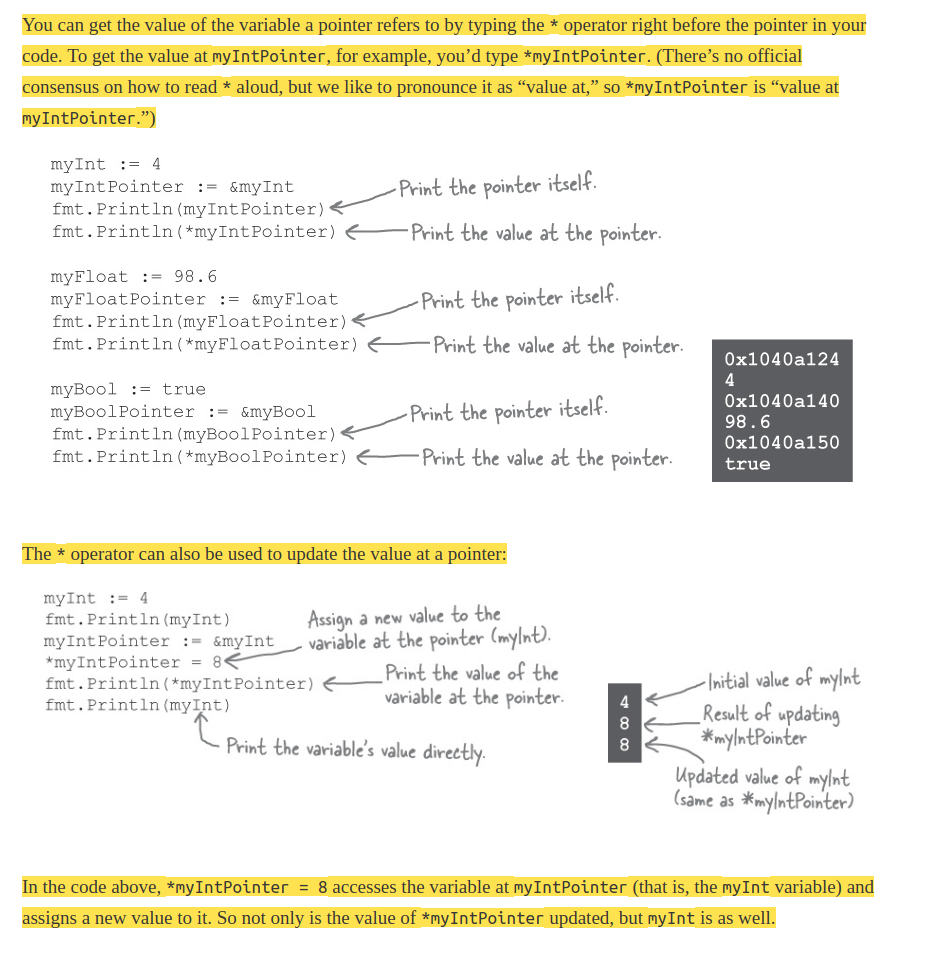 You can get the value of the variable a pointer refers to by typing the * operator right before the pointer in your
code. To get the value at myIntPointer, for example, you’d type *myIntPointer. (There’s no official
consensus on how to read * aloud, but we like to pronounce it as “value at,” so *myIntPointer is “value at
myIntPointer.”)
myInt := 4
myIntPointer := &myInt
Print the pointer itself.
fmt.Println(myIntPointer)
fmt.Println(*myIntPointer)
Print the value at the pointer.
myFloat := 98.6
myFloatPointer := &myFloat
Print the pointer itself.
fmt.Println(myFloatPointer)
fmt.Println(*myFloatPointer)
Print the value at the pointer.
myBool := true
myBoolPointer := &myBool
Print the pointer itself.
fmt.Println(myBoolPointer)
fmt.Println(*myBoolPointer)
Print the value at the pointer.
0x1040a124
4
0x1040a140
98.6
0x1040a150
true
The * operator can also be used to update the value at a pointer:
myInt := 4
fmt.Println(myInt)
myIntPointer := &myInt
*myIntPointer = 8
fmt.Println(*myIntPointer)
fmt.Println(myInt)
Assign a new value to the
variable at the pointer (myInt).
Print the value of the
variable at the pointer.
Print the variable’s value directly.
4
8
8
Initial value of myInt
Result of updating
*myIntPointer
Updated value of myInt
(same as *myIntPointer)
In the code above, *myIntPointer = 8 accesses the variable at myIntPointer (that is, the myInt variable) and
assigns a new value to it. So not only is the value of *myIntPointer updated, but myInt is as well.